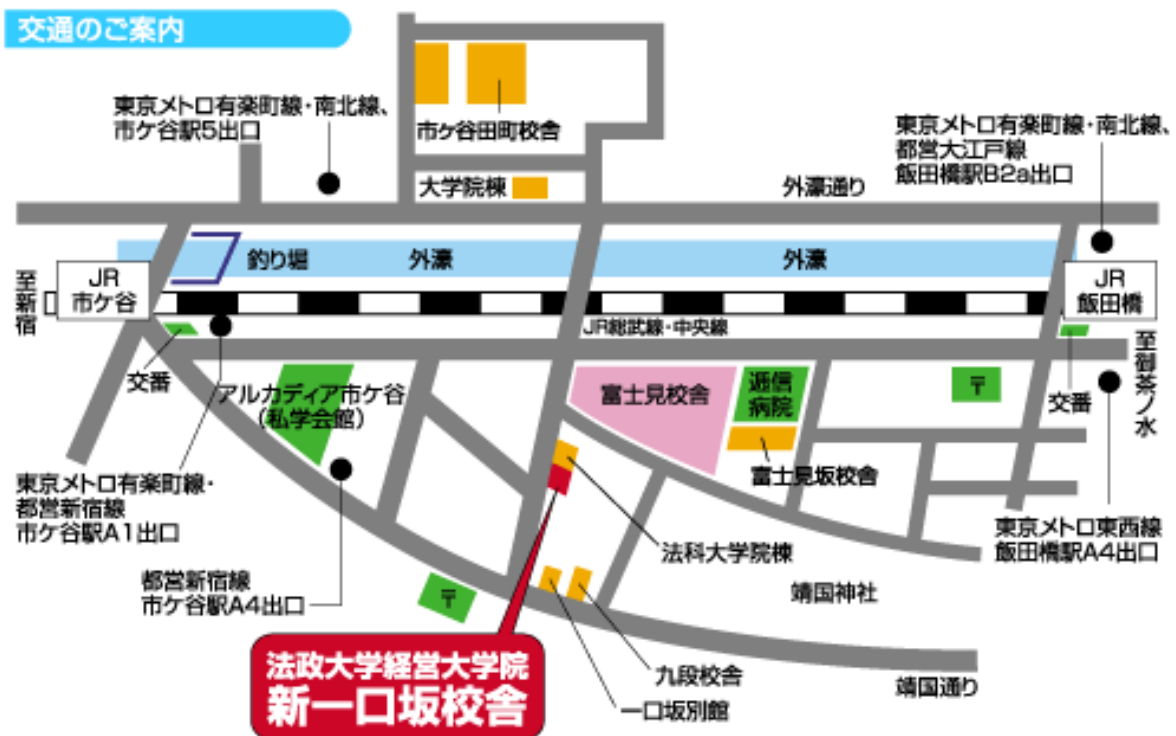 交通のご案内
東京メトロ有楽町線・南北線、
市ケ谷駅5出口
市ケ谷田町校舎
大学院棟
東京メトロ有楽町線・南北線、
都営大江戸線
飯田橋駅B2a出口
外濠通り
釣り堀
外濠
外濠
至新宿
JR
市ケ谷
JR
飯田橋
JR総武線・中央線
至御茶ノ水
交番
アルカディア市ケ谷
(私学会館)
富士見校舎
逓信
病院
〒
交番
富士見坂校舎
東京メトロ有楽町線・
都営新宿線
市ケ谷駅A1出口
法科大学院棟
東京メトロ東西線
飯田橋駅A4出口
都営新宿線
市ケ谷駅A4出口
〒
靖国神社
法政大学経営大学院
新一口坂校舎
九段校舎
一口坂別館
靖国通り